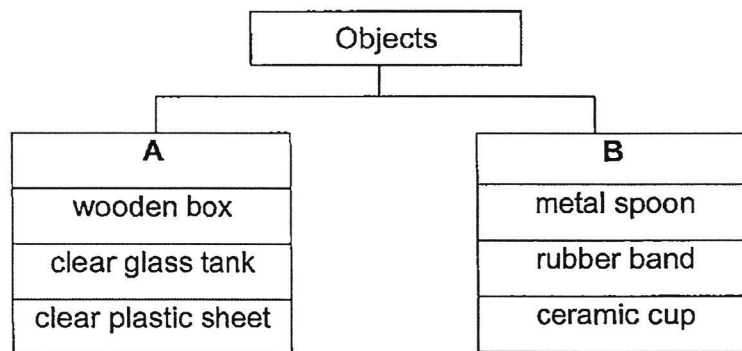 Objects
A
wooden box
clear glass tank
clear plastic sheet
B
metal spoon
rubber band
ceramic cup